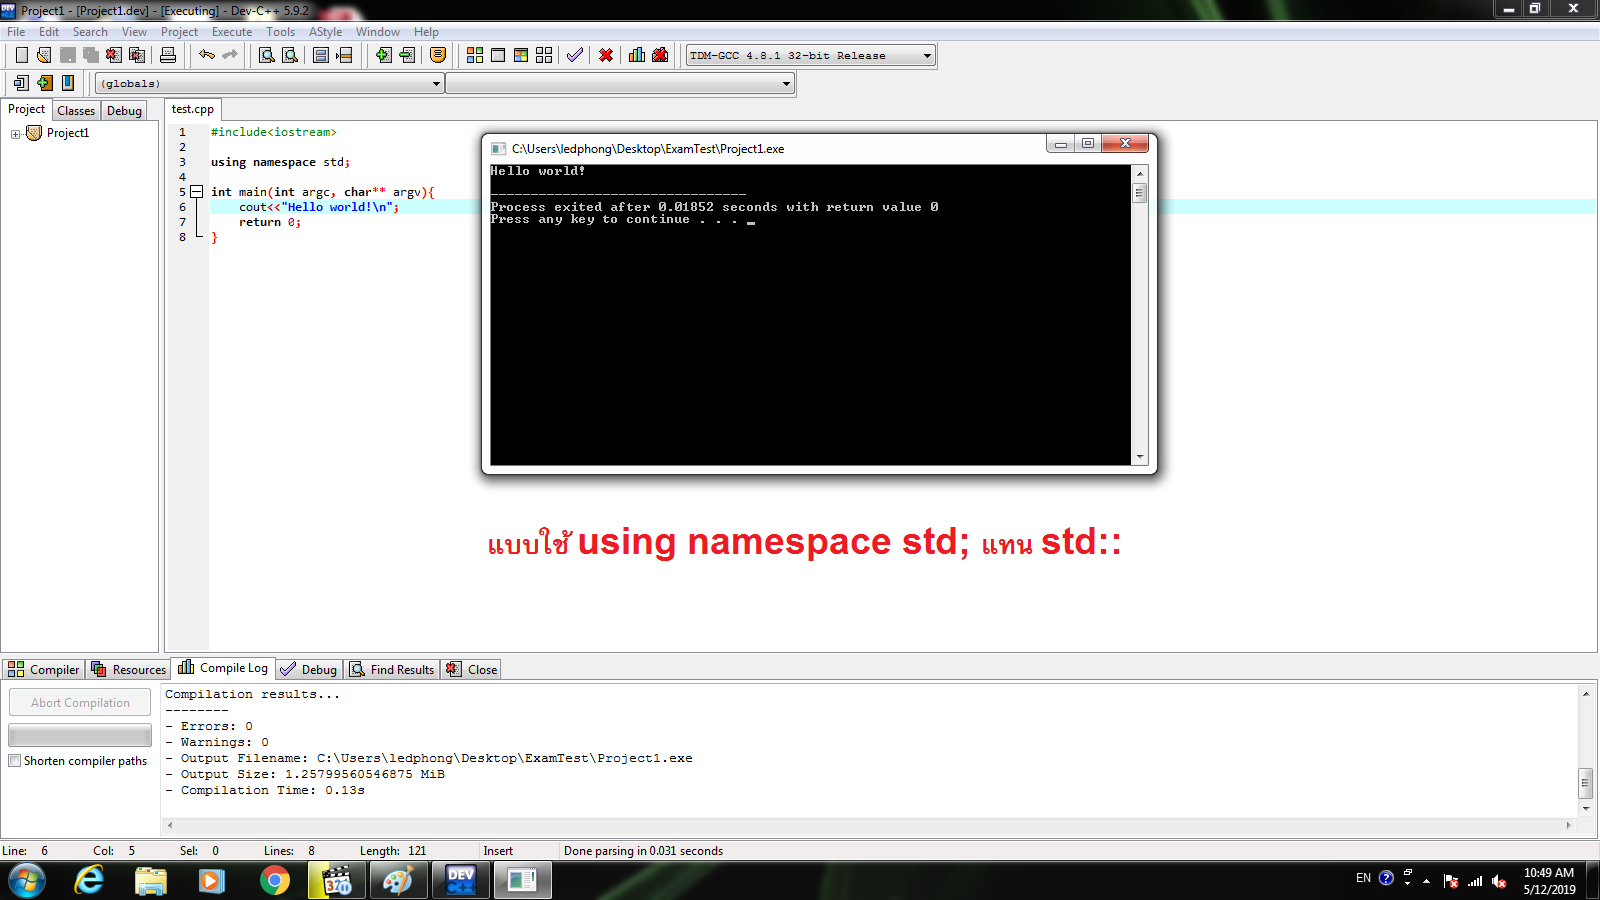 Project1 - [Project1.dev] - [Executing] - Dev-C++ 5.9.2
File Edit Search View Project Execute Tools AStyle Window Help
TDM-GCC 4.8.1 32-bit Release
(globals)
Project Classes Debug
test.cpp
Project1
1 #include<iostream>
2
3 using namespace std;
4
5 int main(int argc, char** argv){
6 cout<<"Hello world!\n";
7 return 0;
8 }
C:\Users\ledphong\Desktop\ExamTest\Project1.exe
Hello world!
--------------------------------
Process exited after 0.01852 seconds with return value 0
Press any key to continue . . . _
แบบใช้ using namespace std; แทน std::
Compiler Resources Compile Log Debug Find Results Close
Abort Compilation
Shorten compiler paths
Compilation results...
--------
- Errors: 0
- Warnings: 0
- Output Filename: C:\Users\ledphong\Desktop\ExamTest\Project1.exe
- Output Size: 1.25799560546875 MiB
- Compilation Time: 0.13s
Line: 6 Col: 5 Sel: 0 Lines: 8 Length: 121 Insert Done parsing in 0.031 seconds
DEV C++
EN
10:49 AM
5/12/2019